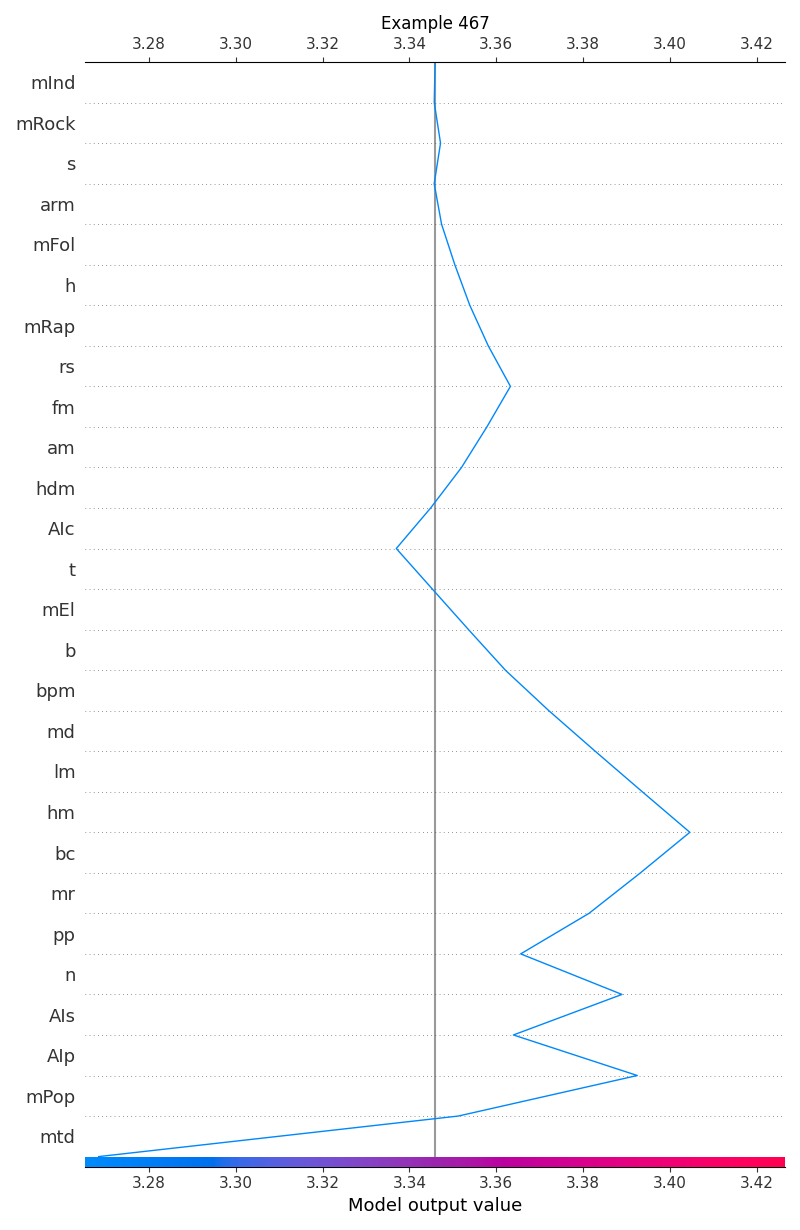 Example 467
3.28 3.30 3.32 3.34 3.36 3.38 3.40 3.42
mInd
mRock
s
arm
mFol
h
mRap
rs
fm
am
hdm
AIc
t
mEl
b
bpm
md
lm
hm
bc
mr
pp
n
AIs
AIp
mPop
mtd
3.28 3.30 3.32 3.34 3.36 3.38 3.40 3.42
Model output value